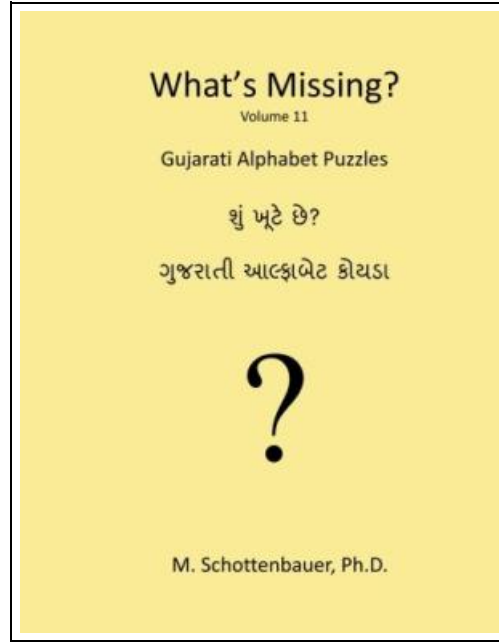 What's Missing?
Volume 11
Gujarati Alphabet Puzzles
શું ખૂટે છે?
ગુજરાતી આલ્ફાબેટ કોયડા
?
M. Schottenbauer, Ph.D.